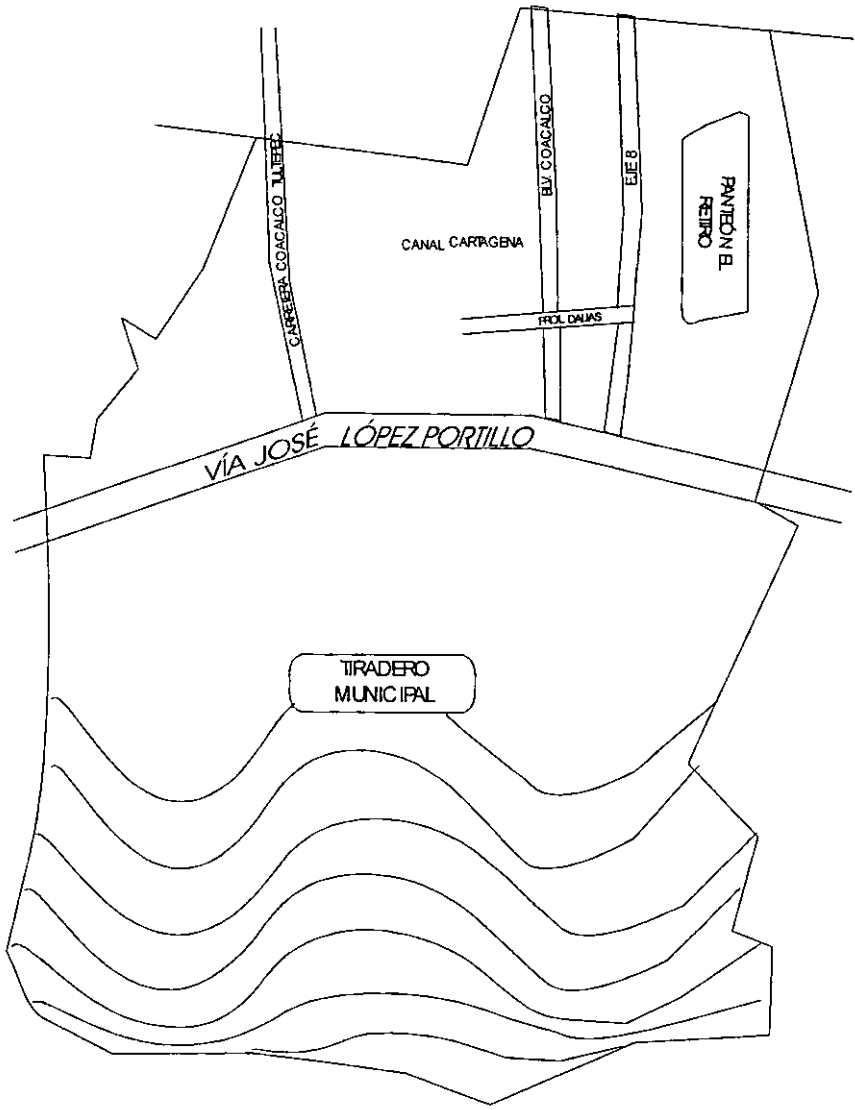 CARRETERA COACALCO TULTEPEC
BLV. COACALCO
EJE 8
PANTEÓN EL
RETIRO
CANAL CARTAGENA
PROL. DALIAS
VÍA JOSÉ LÓPEZ PORTILLO
TIRADERO
MUNICIPAL